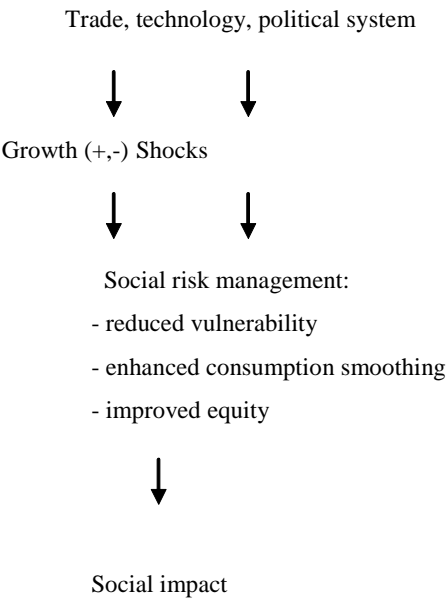 Trade, technology, political system
Growth (+,-) Shocks
Social risk management:
- reduced vulnerability
- enhanced consumption smoothing
- improved equity
Social impact